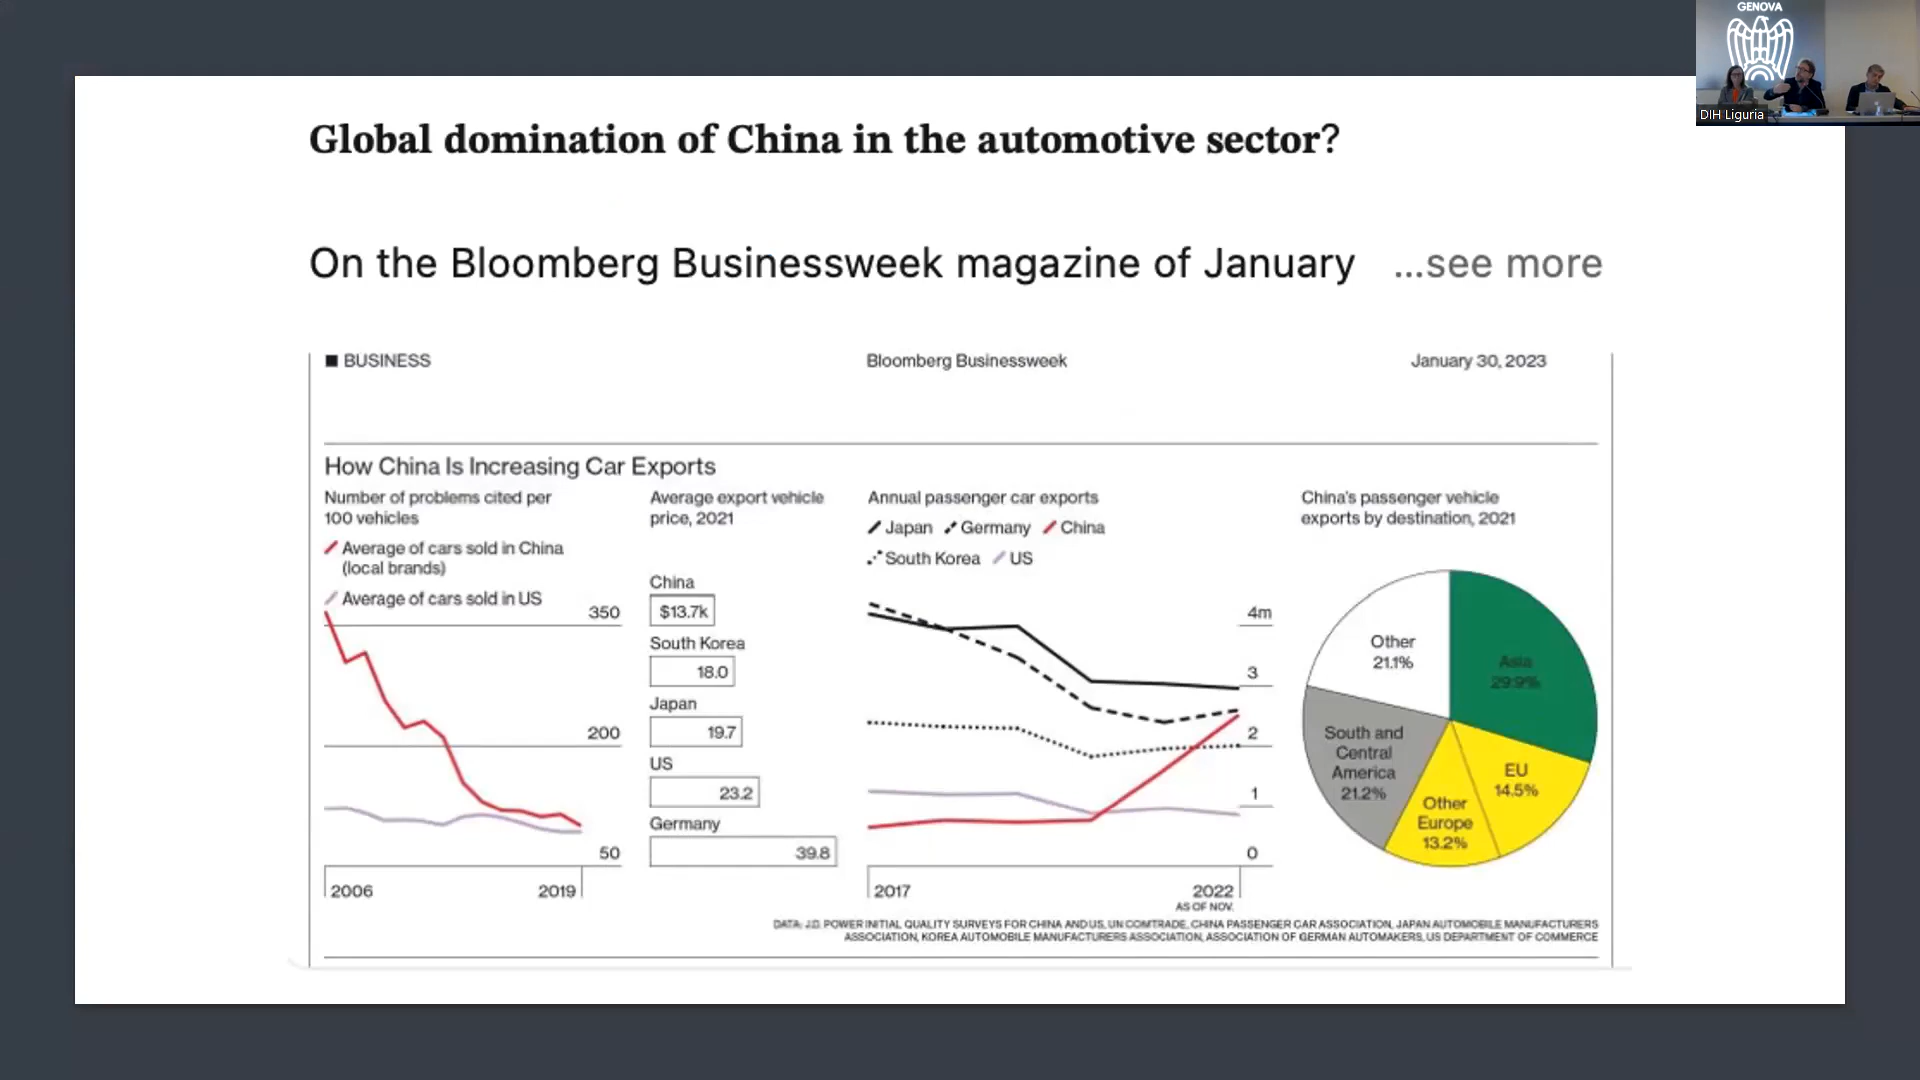 GENOVA
DIH Liguria
Global domination of China in the automotive sector?
On the Bloomberg Businessweek magazine of January ...see more
■ BUSINESS
Bloomberg Businessweek
January 30, 2023
How China Is Increasing Car Exports
Number of problems cited per
100 vehicles
Average of cars sold in China
(local brands)
Average of cars sold in US
350
200
50
2006
2019
Average export vehicle
price, 2021
China
$13.7k
South Korea
18.0
Japan
19.7
US
23.2
Germany
39.8
Annual passenger car exports
Japan Germany China
South Korea US
4m
3
2
1
0
2017
2022
AS OF NOV.
China's passenger vehicle
exports by destination, 2021
Other
21.1%
Asia
29.9%
South and
Central
America
21.2%
EU
14.5%
Other
Europe
13.2%
DATA: J.D. POWER INITIAL QUALITY SURVEYS FOR CHINA AND US, UN COMTRADE, CHINA PASSENGER CAR ASSOCIATION, JAPAN AUTOMOBILE MANUFACTURERS
ASSOCIATION, KOREA AUTOMOBILE MANUFACTURERS ASSOCIATION, ASSOCIATION OF GERMAN AUTOMAKERS, US DEPARTMENT OF COMMERCE